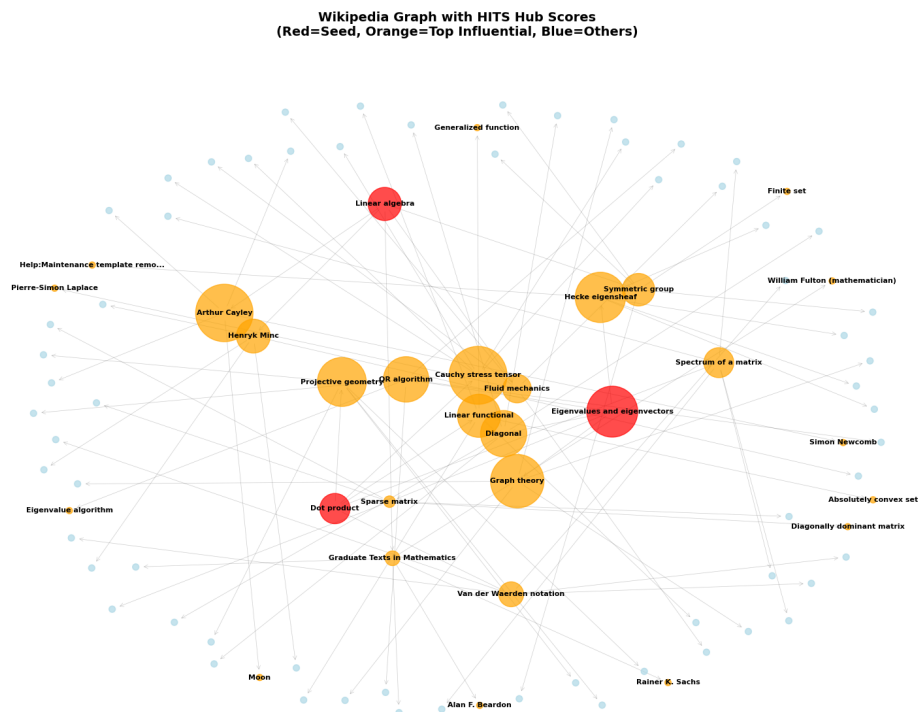 Wikipedia Graph with HITS Hub Scores
(Red=Seed, Orange=Top Influential, Blue=Others)
Generalized function
Finite set
Linear algebra
Help:Maintenance template remo...
William Fulton (mathematician)
Pierre-Simon Laplace
Symmetric group
Hecke eigensheaf
Arthur Cayley
Henryk Minc
Spectrum of a matrix
Cauchy stress tensor
QR algorithm
Projective geometry
Fluid mechanics
Eigenvalues and eigenvectors
Linear functional
Diagonal
Simon Newcomb
Graph theory
Absolutely convex set
Sparse matrix
Dot product
Eigenvalue algorithm
Diagonally dominant matrix
Graduate Texts in Mathematics
Van der Waerden notation
Moon
Rainer K. Sachs
Alan F. Beardon